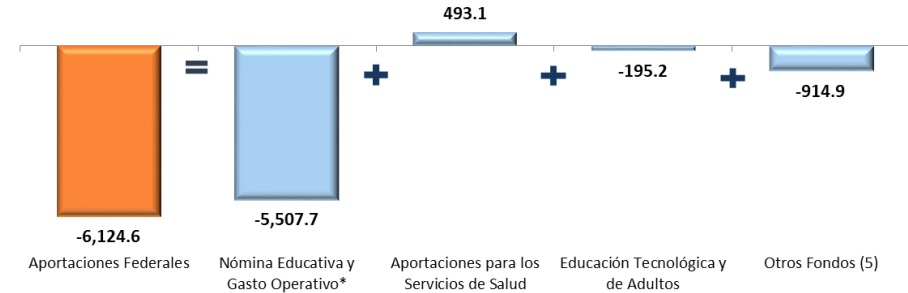 493.1
-195.2
-914.9
-6,124.6
-5,507.7
Aportaciones Federales
Nómina Educativa y
Gasto Operativo*
Aportaciones para los
Servicios de Salud
Educación Tecnológica y
de Adultos
Otros Fondos (5)